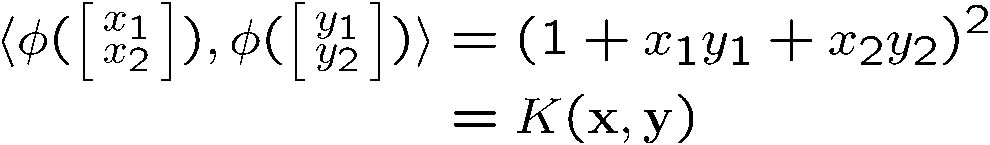 ⟨ϕ([x₁ x₂]), ϕ([y₁ y₂])⟩ = (1 + x₁y₁ + x₂y₂)²
= K(𝐱, 𝐲)